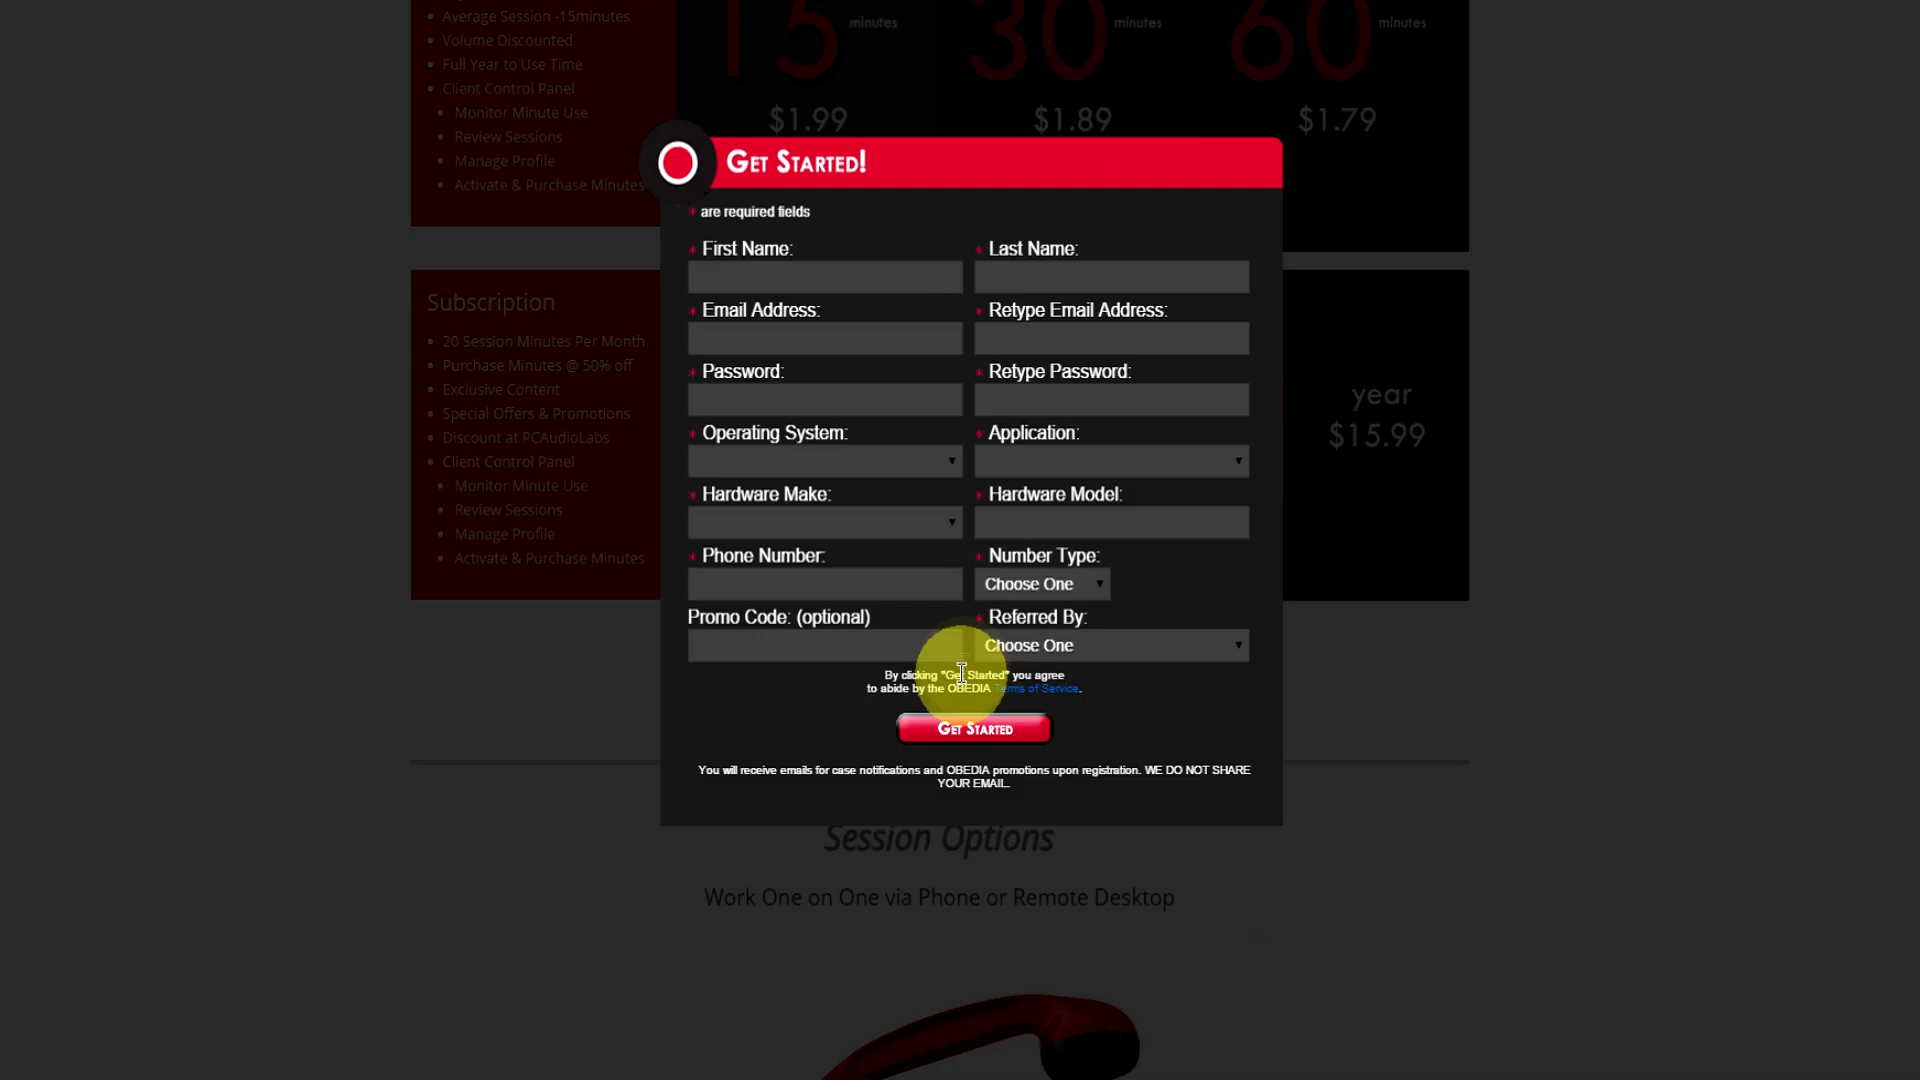 Average Session -15minutes
Volume Discounted
Full Year to Use Time
Client Control Panel
Monitor Minute Use
Review Sessions
Manage Profile
Activate & Purchase Minutes
15 minutes
$1.99
30 minutes
$1.89
60 minutes
$1.79
Get Started!
* are required fields
* First Name:
* Last Name:
* Email Address:
* Retype Email Address:
* Password:
* Retype Password:
* Operating System:
* Application:
* Hardware Make:
* Hardware Model:
* Phone Number:
* Number Type:
Choose One
Promo Code: (optional)
* Referred By:
Choose One
By clicking "Get Started" you agree
to abide by the OBEDIA Terms of Service.
Get Started
You will receive emails for case notifications and OBEDIA promotions upon registration. WE DO NOT SHARE
YOUR EMAIL.
Subscription
20 Session Minutes Per Month
Purchase Minutes @ 50% off
Exclusive Content
Special Offers & Promotions
Discount at PCAudioLabs
Client Control Panel
Monitor Minute Use
Review Sessions
Manage Profile
Activate & Purchase Minutes
year
$15.99
Session Options
Work One on One via Phone or Remote Desktop